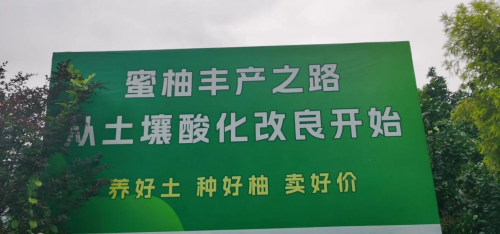 蜜柚丰产之路
从土壤酸化改良开始
养好土 种好柚 卖好价